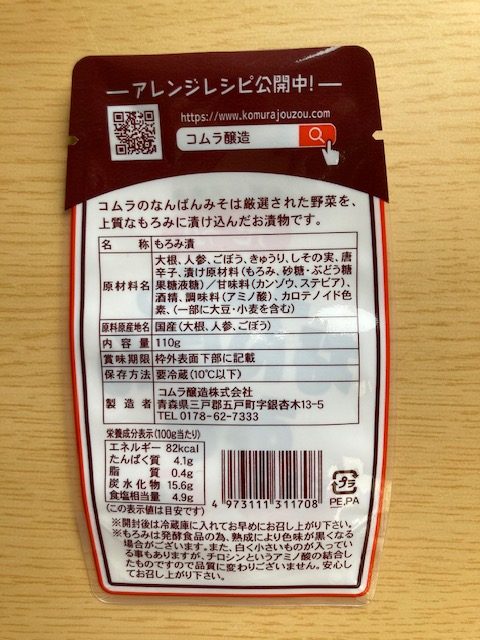 アレンジレシピ公開中!
https://www.komurajouzou.com
コムラ醸造
コムラのなんばんみそは厳選された野菜を、
上質なもろみに漬け込んだお漬物です。
名 称 もろみ漬
原材料名 大根、人参、ごぼう、きゅうり、しその実、唐
辛子、漬け原材料(もろみ、砂糖・ぶどう糖
果糖液糖)/甘味料(カンゾウ、ステビア)、
酒精、調味料(アミノ酸)、カロテノイド色
素、(一部に大豆・小麦を含む)
原料原産地名 国産(大根、人参、ごぼう)
内 容 量 110g
賞味期限 枠外表面下部に記載
保存方法 要冷蔵(10℃以下)
製 造 者 コムラ醸造株式会社
青森県三戸郡五戸町字銀杏木13-5
TEL 0178-62-7333
栄養成分表示(100g当たり)
エネルギー 82kcal
たんぱく質 4.1g
脂 質 0.4g
炭水化物 15.6g
食塩相当量 4.9g
(この表示値は目安です)
4 973111 311708
プラ
PE,PA
※開封後は冷蔵庫に入れてお早めにお召し上がり下さい。
※もろみは発酵食品の為、熟成により色味が黒くなる
場合がございます。また、白く小さいものが入ってい
る事もありますが、チロシンというアミノ酸の結合し
たものですので品質に変わりございません。安心し
てお召し上がり下さい。